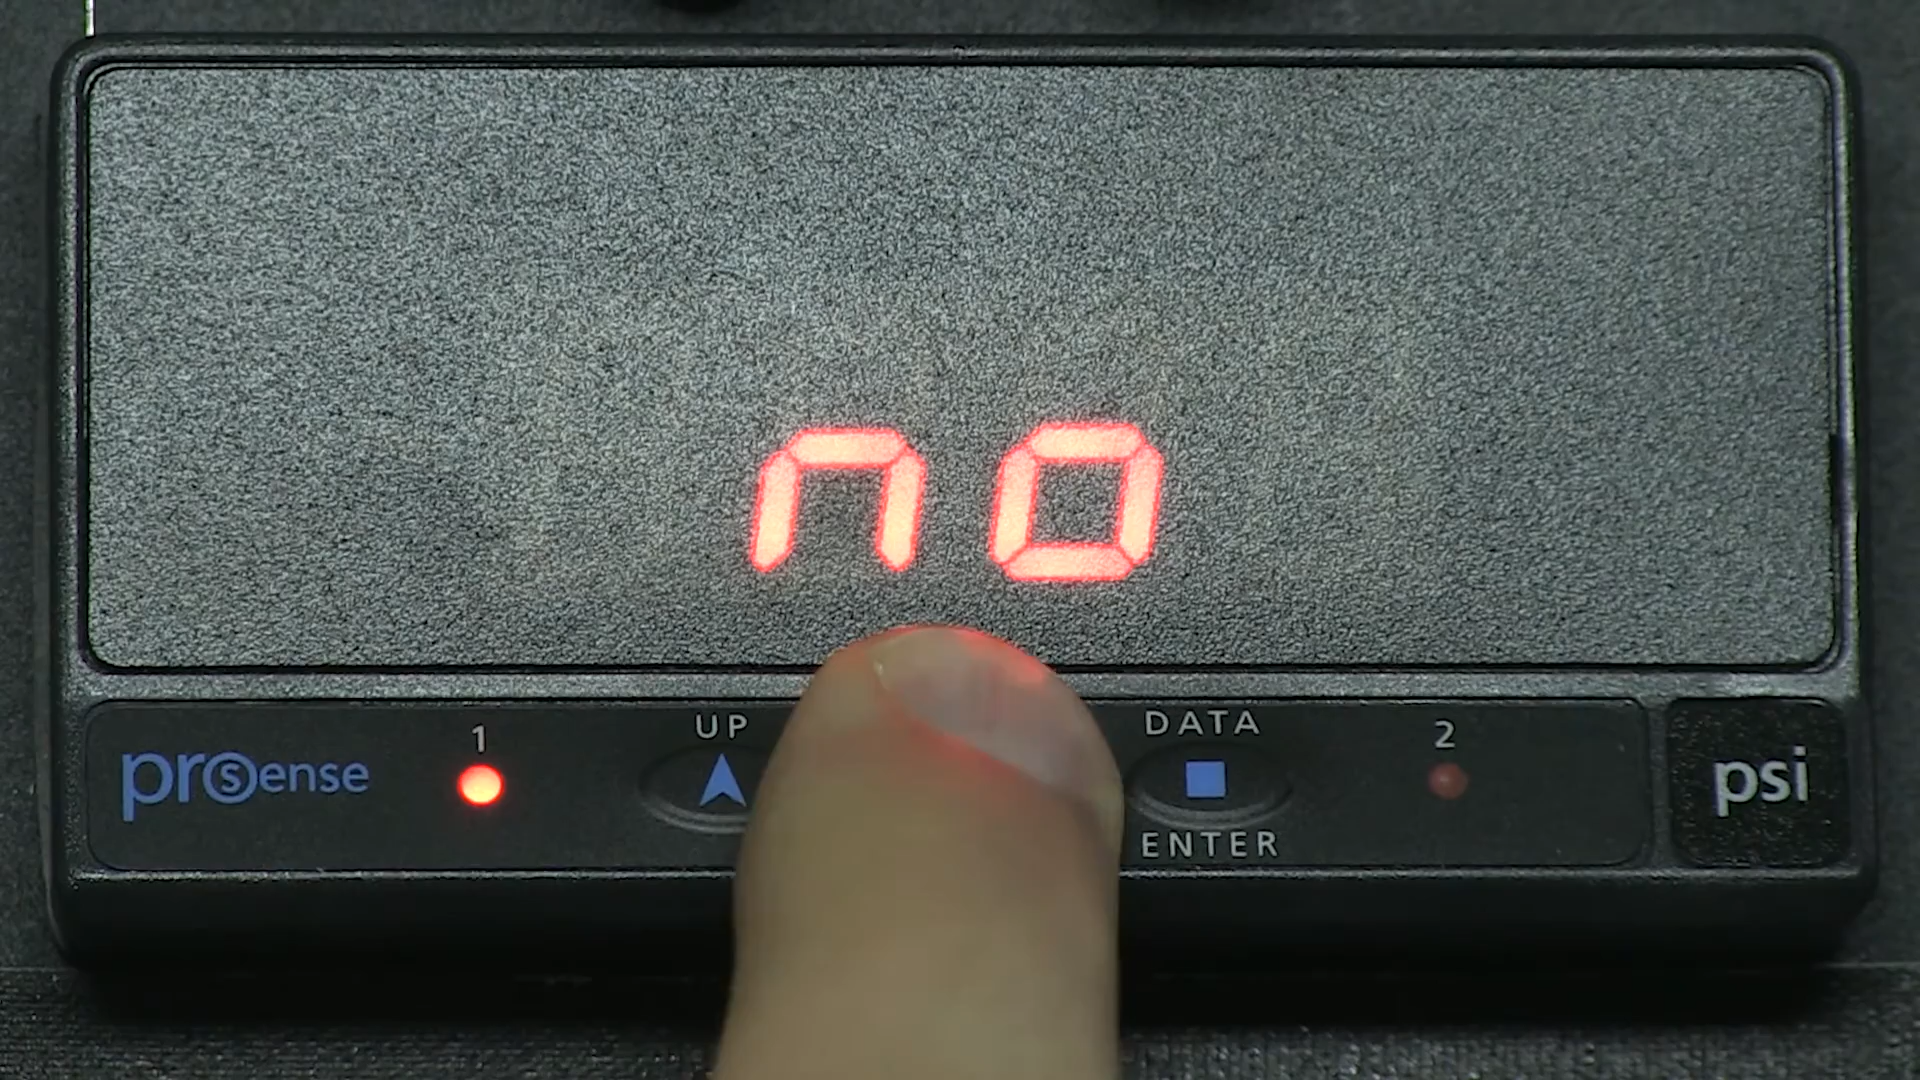 no
prosense
1
UP
DATA
ENTER
2
psi